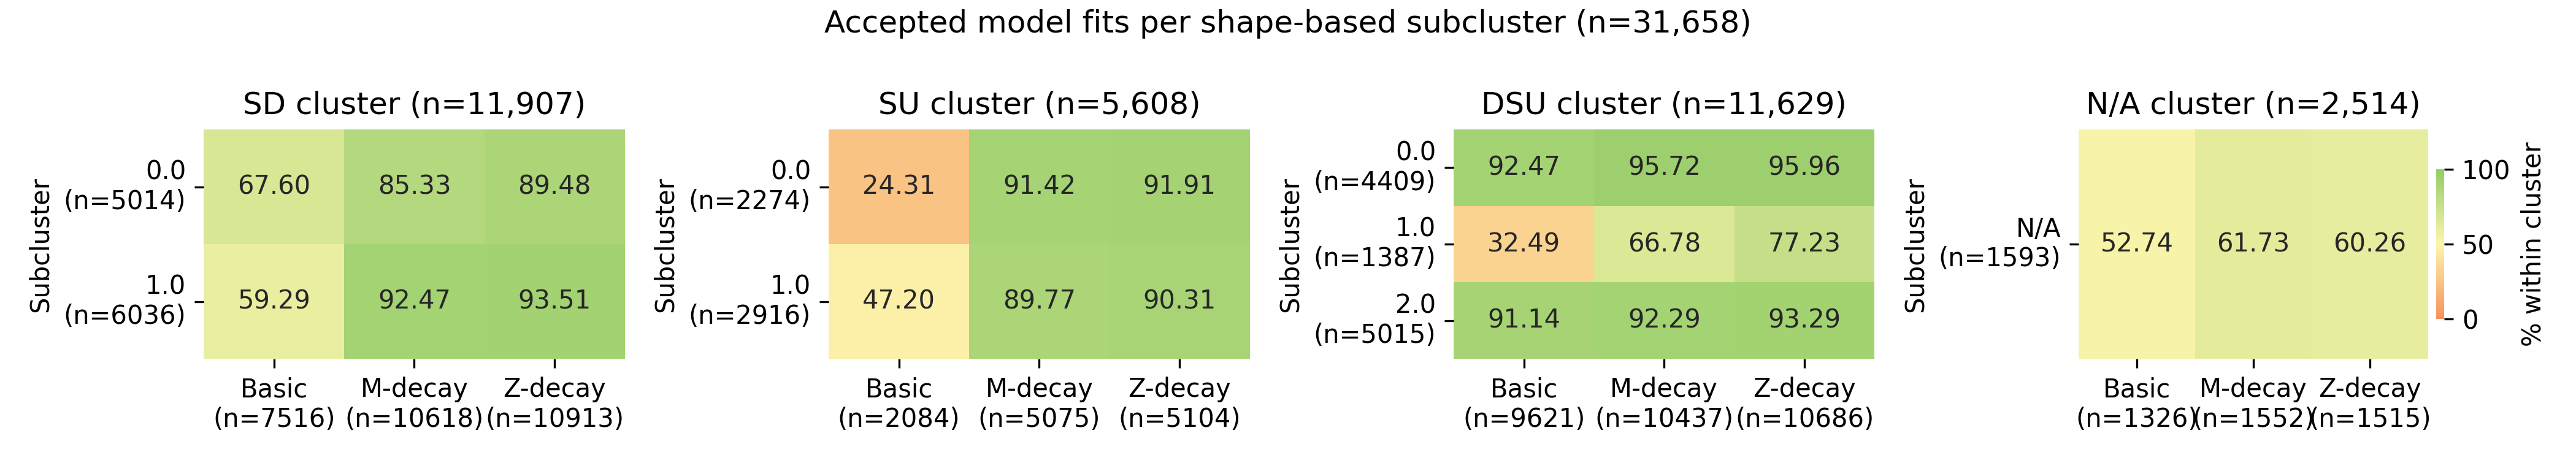 Accepted model fits per shape-based subcluster (n=31,658)
SD cluster (n=11,907)
Subcluster
0.0
(n=5014)
67.60 85.33 89.48
1.0
(n=6036)
59.29 92.47 93.51
Basic M-decay Z-decay
(n=7516) (n=10618) (n=10913)
SU cluster (n=5,608)
Subcluster
0.0
(n=2274)
24.31 91.42 91.91
1.0
(n=2916)
47.20 89.77 90.31
Basic M-decay Z-decay
(n=2084) (n=5075) (n=5104)
DSU cluster (n=11,629)
Subcluster
0.0
(n=4409)
92.47 95.72 95.96
1.0
(n=1387)
32.49 66.78 77.23
2.0
(n=5015)
91.14 92.29 93.29
Basic M-decay Z-decay
(n=9621) (n=10437) (n=10686)
N/A cluster (n=2,514)
Subcluster
N/A
(n=1593)
52.74 61.73 60.26
Basic M-decay Z-decay
(n=1326) (n=1552) (n=1515)
100
50
0
% within cluster